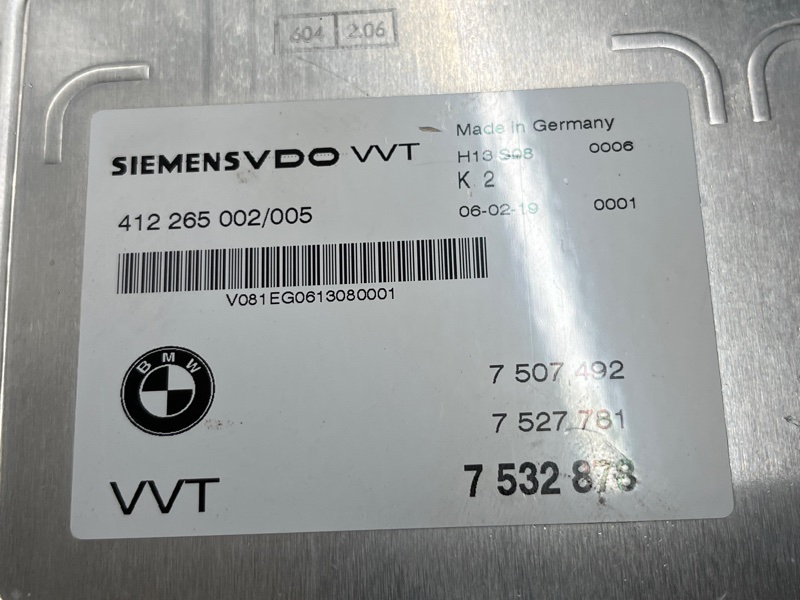 604 2.06
SIEMENSVDO VVT
Made in Germany
H13 S08 0006
K 2
412 265 002/005
06-02-19 0001
V081EG0613080001
BMW
7 507 492
7 527 781
VVT
7 532 878